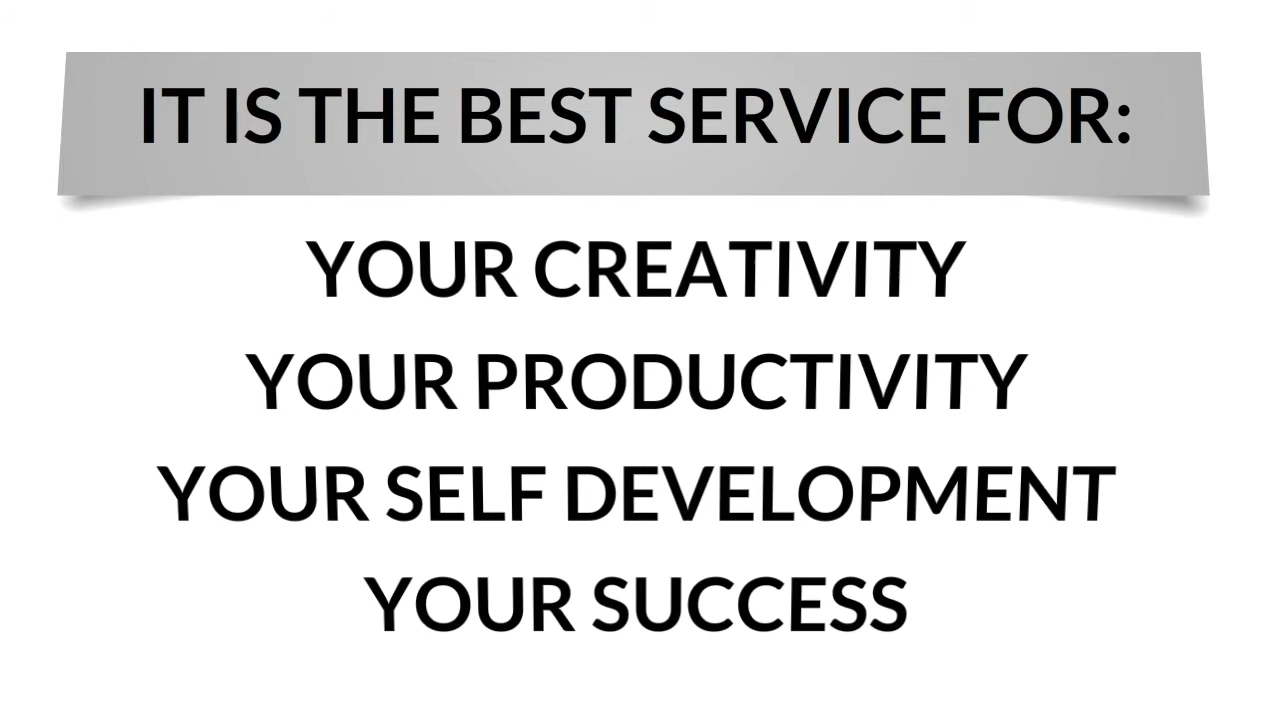 IT IS THE BEST SERVICE FOR:
YOUR CREATIVITY
YOUR PRODUCTIVITY
YOUR SELF DEVELOPMENT
YOUR SUCCESS